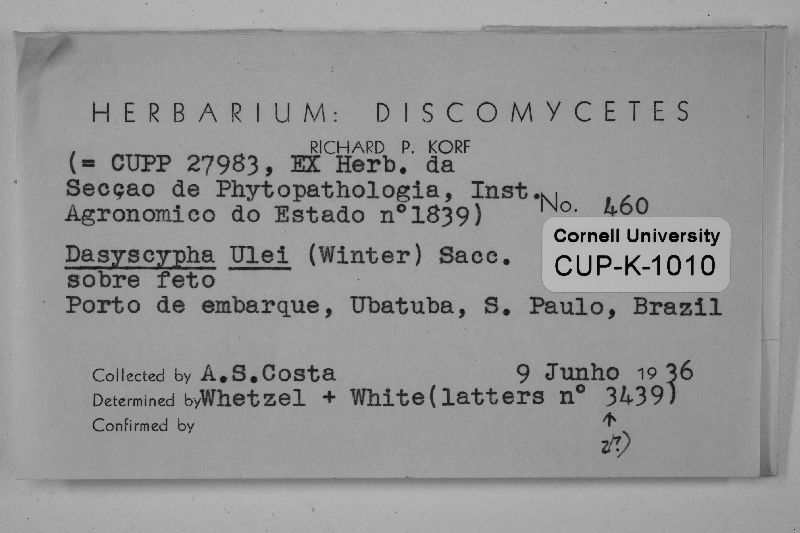 HERBARIUM: DISCOMYCETES
RICHARD P. KORF
(= CUPP 27983, EX Herb. da
Secçao de Phytopathologia, Inst.
Agronomico do Estado n°1839)
No. 460
Cornell University
CUP-K-1010
Dasyscypha Ulei (Winter) Sacc.
sobre feto
Porto de embarque, Ubatuba, S. Paulo, Brazil
Collected by A.S.Costa 9 Junho 1936
Determined by Whetzel + White(latters n° 3439)
Confirmed by
↑